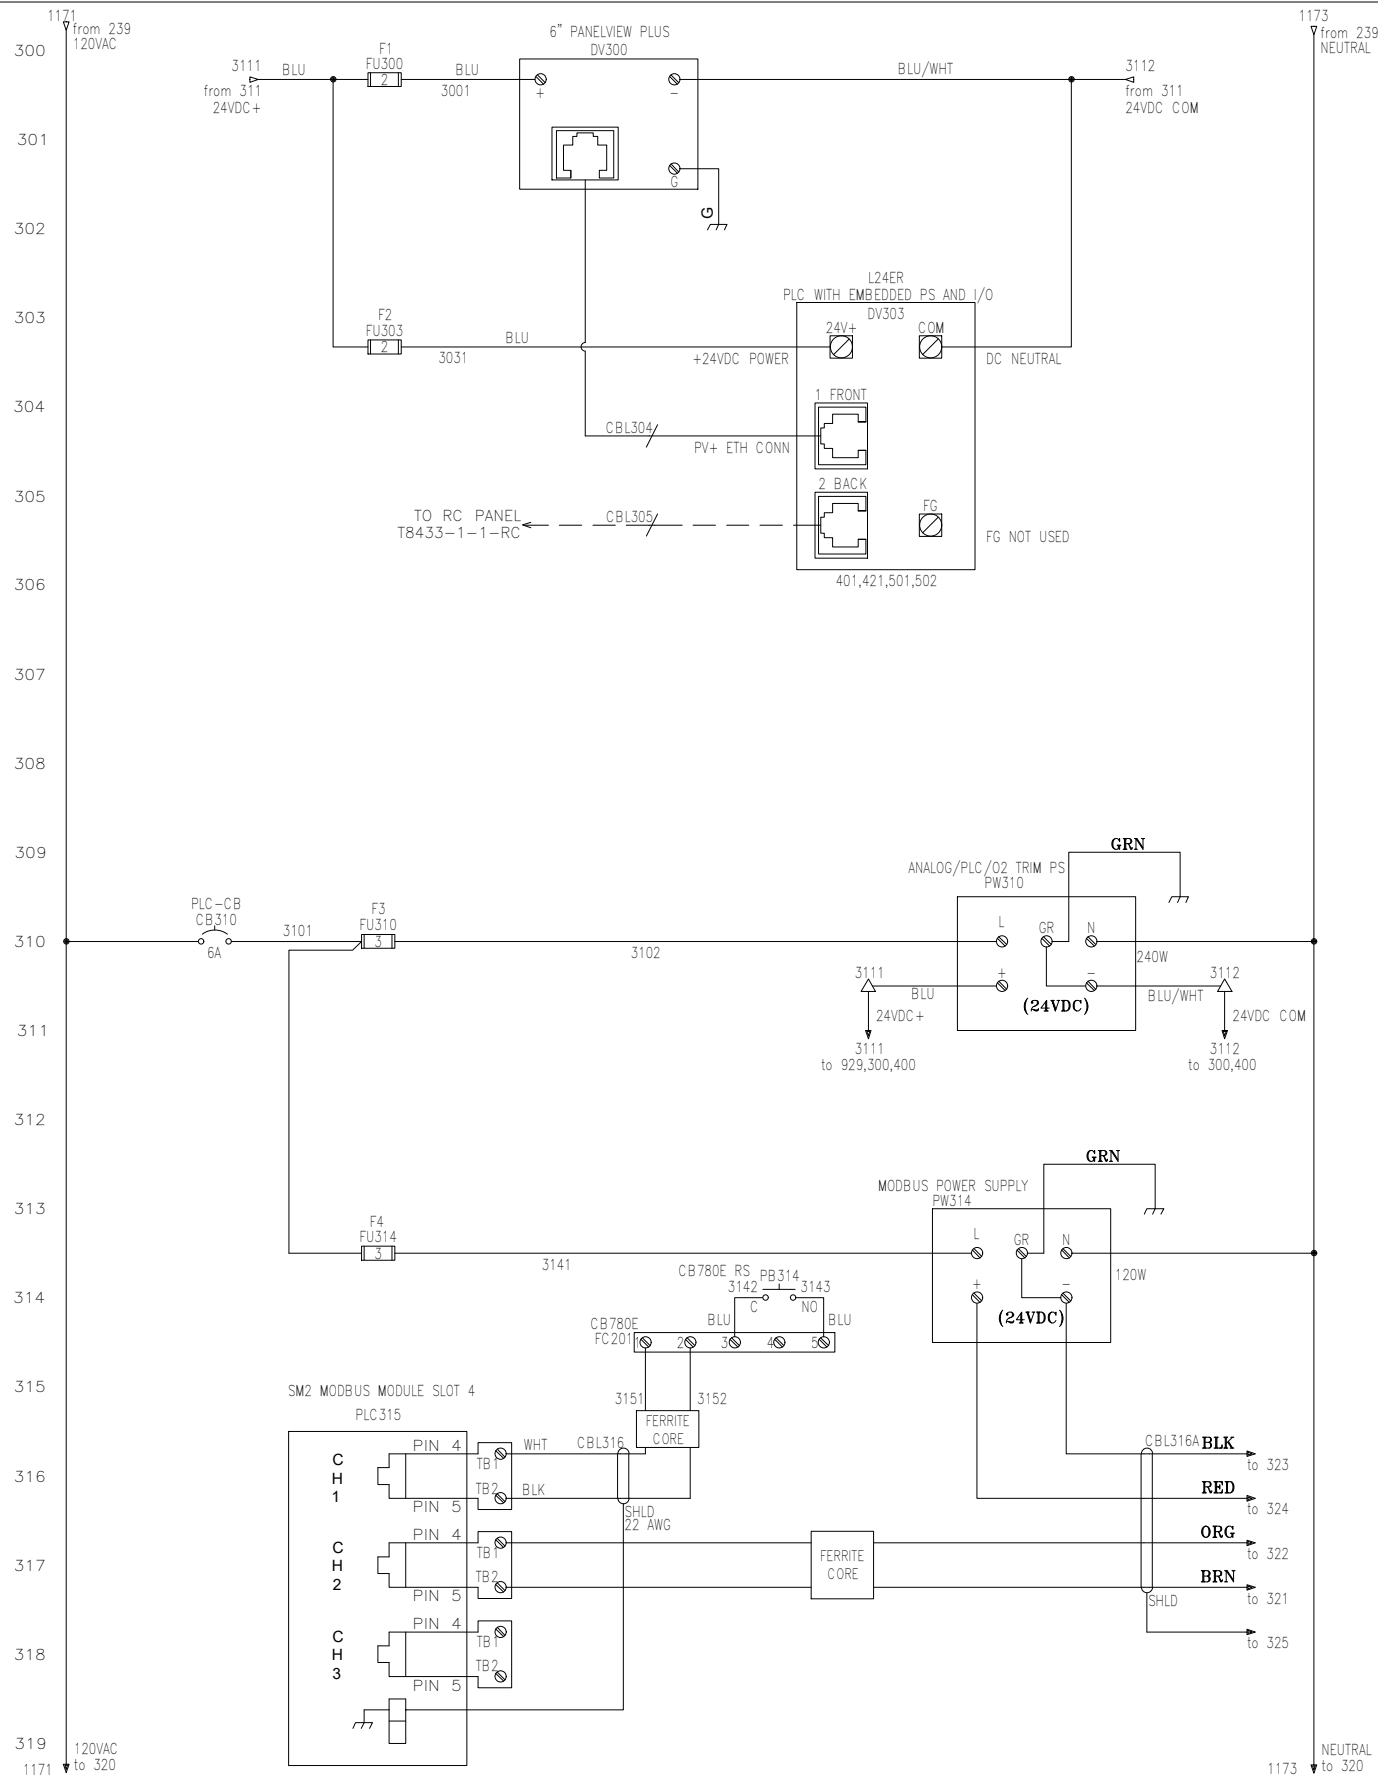 1171
from 239
120VAC
1173
from 239
NEUTRAL
300
3111
from 311
24VDC+
BLU
F1
FU300
2
BLU
3001
6" PANELVIEW PLUS
DV300
+
-
G
G
BLU/WHT
3112
from 311
24VDC COM
301
302
303
F2
FU303
2
BLU
3031
L24ER
PLC WITH EMBEDDED PS AND I/O
DV303
24V+
COM
+24VDC POWER
DC NEUTRAL
304
1 FRONT
CBL304
PV+ ETH CONN
305
2 BACK
TO RC PANEL
T8433-1-1-RC
CBL305
FG
FG NOT USED
306
401,421,501,502
307
308
309
GRN
ANALOG/PLC/O2 TRIM PS
PW310
310
PLC-CB
CB310
6A
3101
F3
FU310
3
3102
L
GR
N
240W
+
-
(24VDC)
3111
BLU
24VDC+
3111
to 929,300,400
3112
BLU/WHT
24VDC COM
3112
to 300,400
311
312
313
GRN
MODBUS POWER SUPPLY
PW314
F4
FU314
3
3141
L
GR
N
120W
+
-
(24VDC)
314
CB780E RS
PB314
3142
3143
C
NO
BLU
BLU
CB780E
FC201
1
2
3
4
5
315
3151
3152
FERRITE
CORE
SM2 MODBUS MODULE SLOT 4
PLC315
316
C
H
1
PIN 4
PIN 5
TB1
TB2
WHT
BLK
CBL316
SHLD
22 AWG
CBL316A
BLK
to 323
RED
to 324
317
C
H
2
PIN 4
PIN 5
TB1
TB2
FERRITE
CORE
ORG
to 322
BRN
to 321
SHLD
to 325
318
C
H
3
PIN 4
PIN 5
TB1
TB2
319
1171
120VAC
to 320
1173
NEUTRAL
to 320